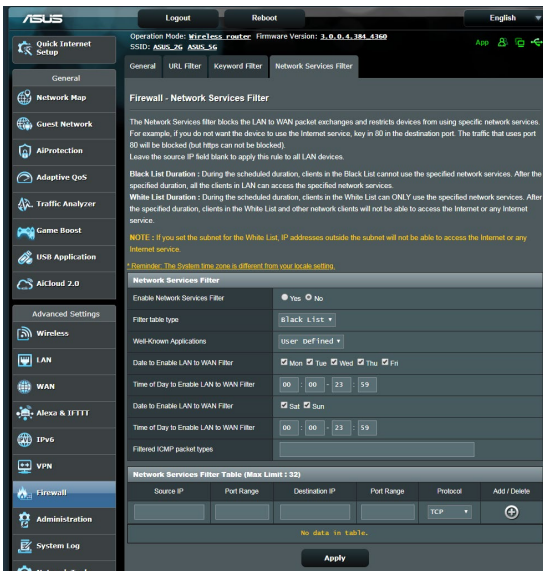 ASUS
Logout
Reboot
English
Quick Internet
Setup
Operation Mode: Wireless router Firmware Version: 3.0.0.4.384_4360
SSID: ASUS_2G ASUS_5G
App
General
URL Filter
Keyword Filter
Network Services Filter
General
Network Map
Guest Network
AiProtection
Adaptive QoS
Traffic Analyzer
Game Boost
USB Application
AiCloud 2.0
Advanced Settings
Wireless
LAN
WAN
Alexa & IFTTT
IPv6
VPN
Firewall
Administration
System Log
Firewall - Network Services Filter
The Network Services filter blocks the LAN to WAN packet exchanges and restricts devices from using specific network services.
For example, if you do not want the device to use the Internet service, key in 80 in the destination port. The traffic that uses port
80 will be blocked (but https can not be blocked).
Leave the source IP field blank to apply this rule to all LAN devices.
Black List Duration : During the scheduled duration, clients in the Black List cannot use the specified network services. After the
specified duration, all the clients in LAN can access the specified network services.
White List Duration : During the scheduled duration, clients in the White List can ONLY use the specified network services. After
the specified duration, clients in the White List and other network clients will not be able to access the Internet or any Internet
service.
NOTE : If you set the subnet for the White List, IP addresses outside the subnet will not be able to access the Internet or any
Internet service.
* Reminder: The System time zone is different from your locale setting.
Network Services Filter
Enable Network Services Filter
Yes No
Filter table type
Black List
Well-Known Applications
User Defined
Date to Enable LAN to WAN Filter
Mon Tue Wed Thu Fri
Time of Day to Enable LAN to WAN Filter
00 : 00 - 23 : 59
Date to Enable LAN to WAN Filter
Sat Sun
Time of Day to Enable LAN to WAN Filter
00 : 00 - 23 : 59
Filtered ICMP packet types
Network Services Filter Table (Max Limit : 32)
Source IP
Port Range
Destination IP
Port Range
Protocol
Add / Delete
TCP
No data in table.
Apply